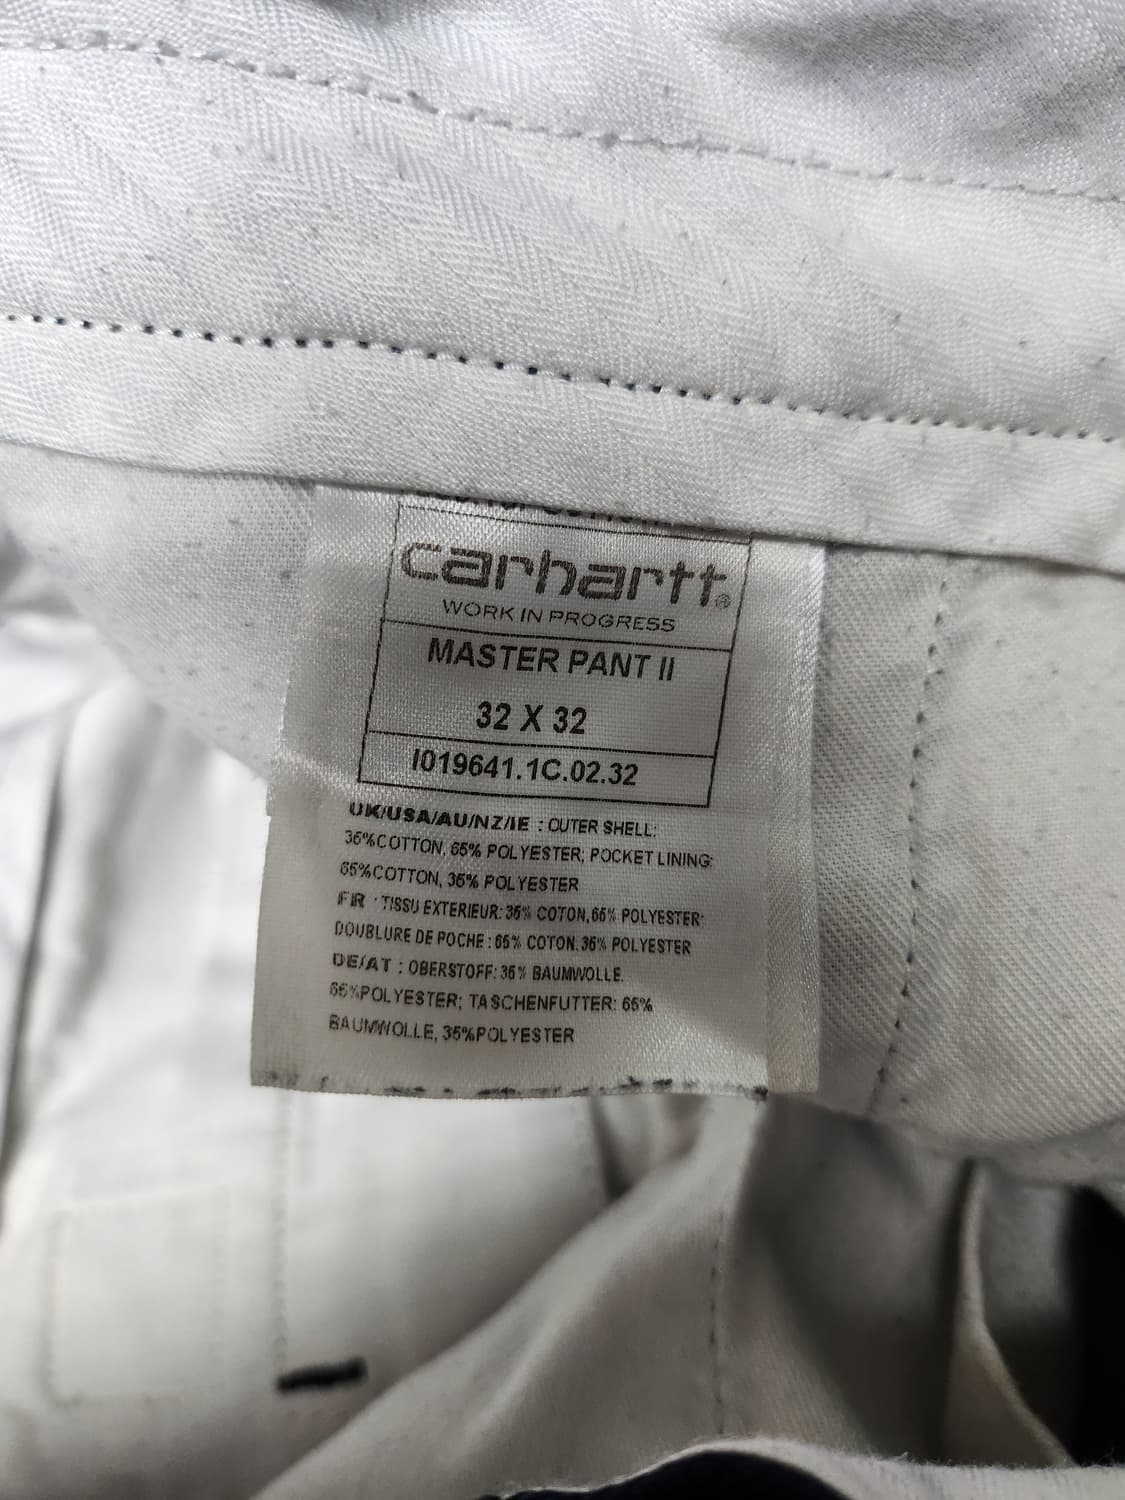 carhartt®
WORK IN PROGRESS
MASTER PANT II
32 X 32
I019641.1C.02.32
UK/USA/AU/NZ/IE : OUTER SHELL:
35%COTTON, 65% POLYESTER; POCKET LINING:
65%COTTON, 35% POLYESTER
FR : TISSU EXTERIEUR: 35% COTON, 65% POLYESTER:
DOUBLURE DE POCHE : 65% COTON. 35% POLYESTER
DE/AT : OBERSTOFF: 35% BAUMWOLLE.
65%POLYESTER; TASCHENFUTTER: 65%
BAUMWOLLE, 35%POLYESTER